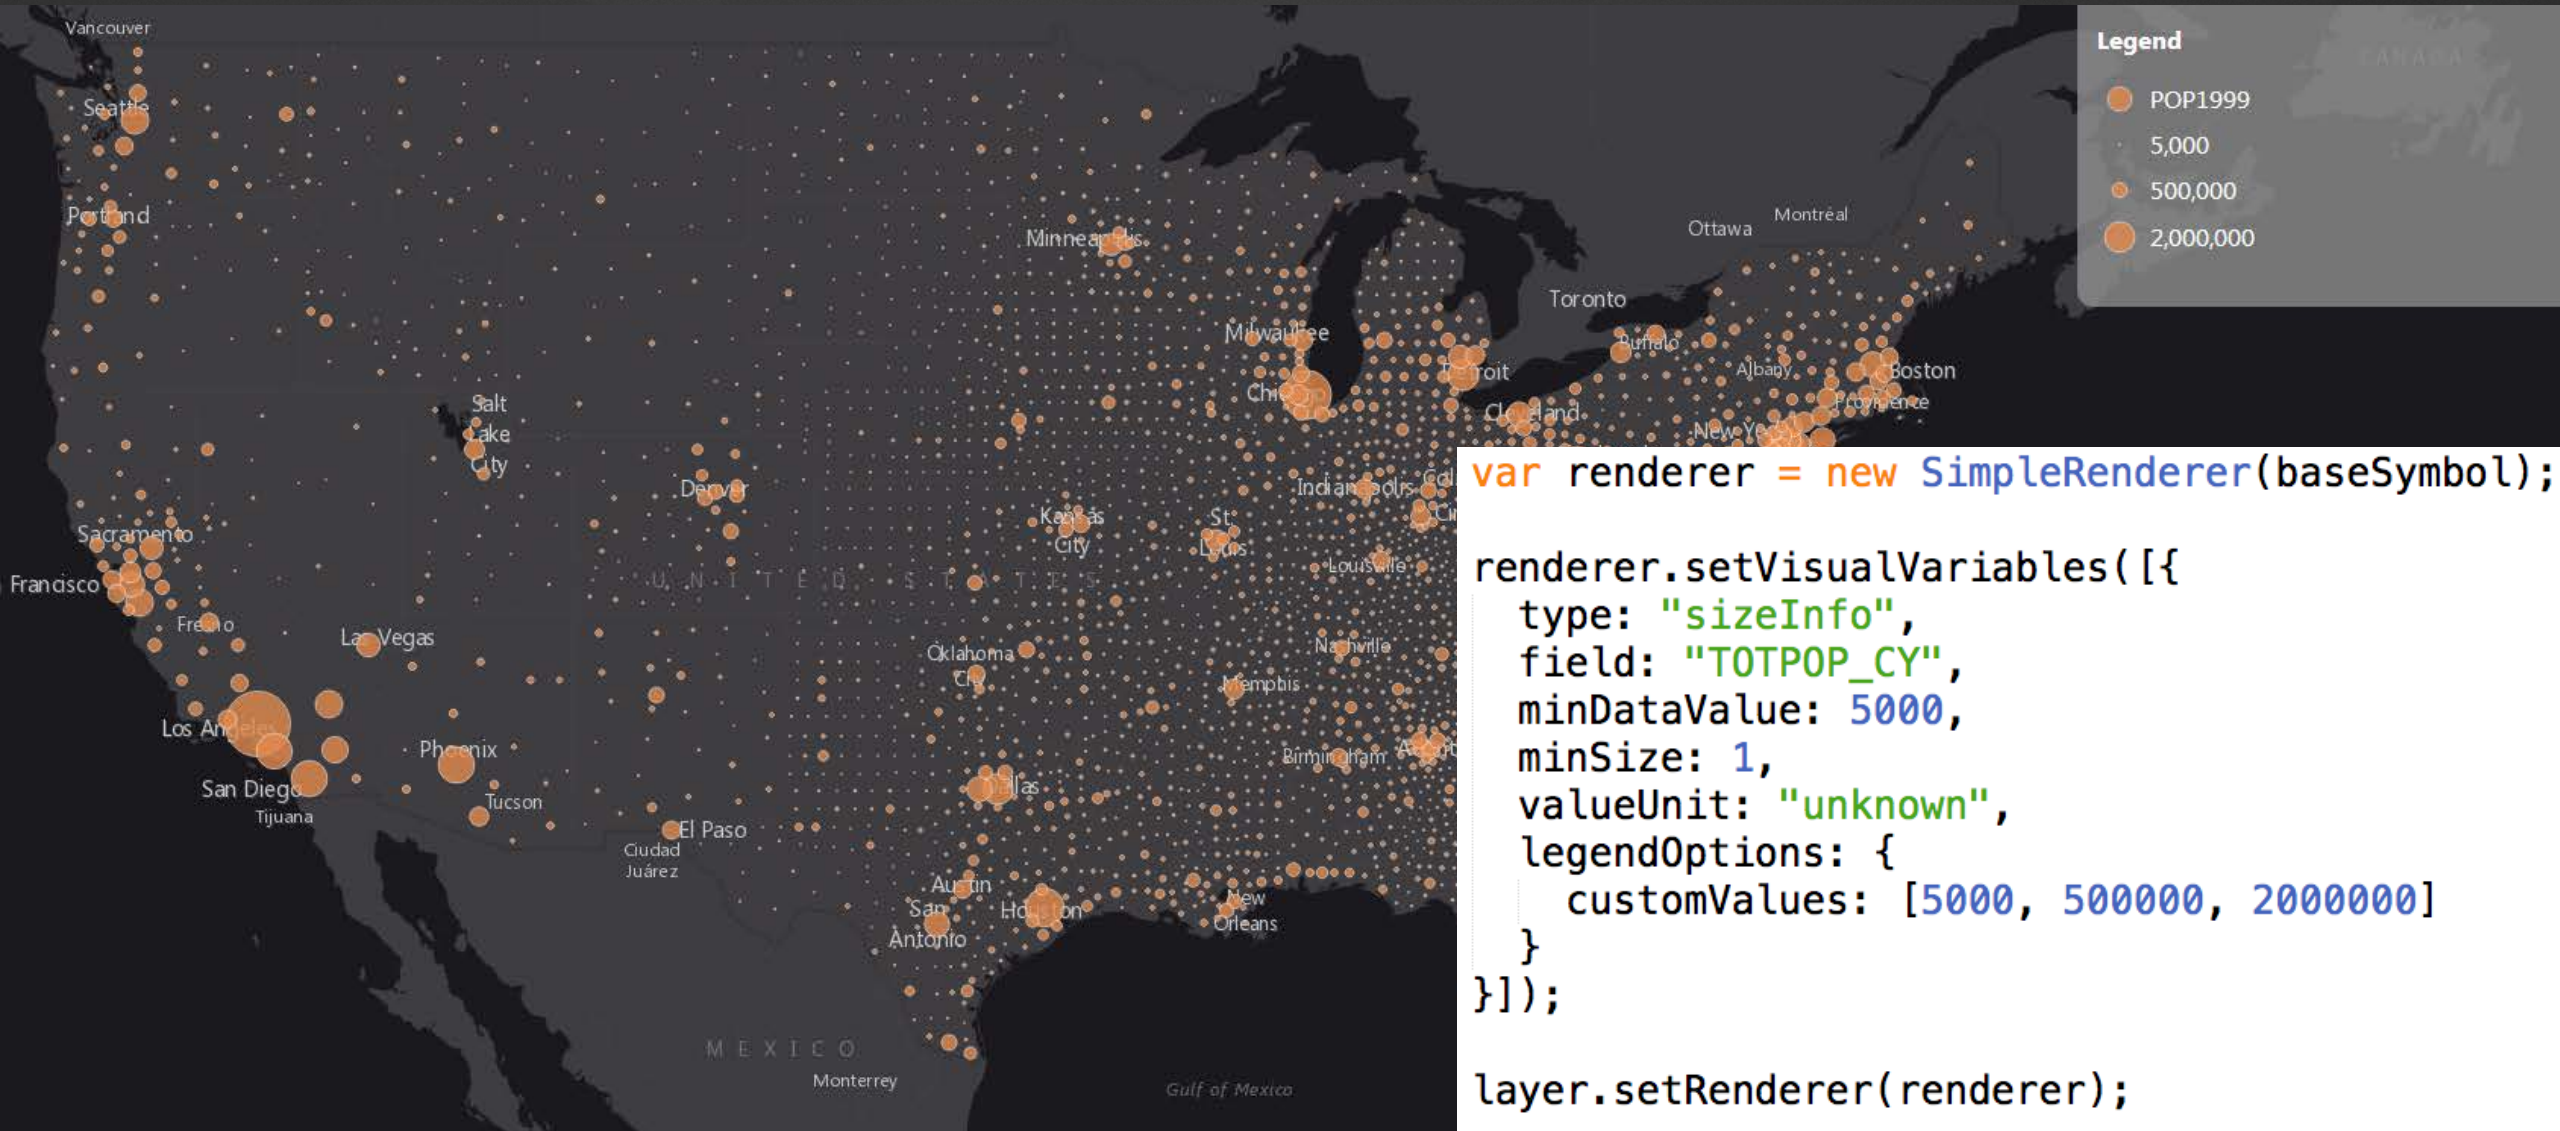 Vancouver
Seattle
Portland
Minneapolis
Ottawa
Montréal
Toronto
Milwaukee
Buffalo
Detroit
Albany
Boston
Chicago
Cleveland
Providence
New York
Salt
Lake
City
Denver
Indianapolis
Col
Kansas
City
St.
Louis
Ci
Sacramento
Louisville
Francisco
UNITED STATES
Fresno
Las Vegas
Nashville
Oklahoma
City
Memphis
Los Angeles
Phoenix
Birmingham
Atlant
San Diego
Dallas
Tucson
Tijuana
El Paso
Ciudad
Juárez
Austin
San
Antonio
Houston
New
Orleans
MEXICO
Monterrey
Gulf of Mexico
CANADA
Legend
POP1999
5,000
500,000
2,000,000
var renderer = new SimpleRenderer(baseSymbol);
renderer.setVisualVariables([{
type: "sizeInfo",
field: "TOTPOP_CY",
minDataValue: 5000,
minSize: 1,
valueUnit: "unknown",
legendOptions: {
customValues: [5000, 500000, 2000000]
}
}]);
layer.setRenderer(renderer);